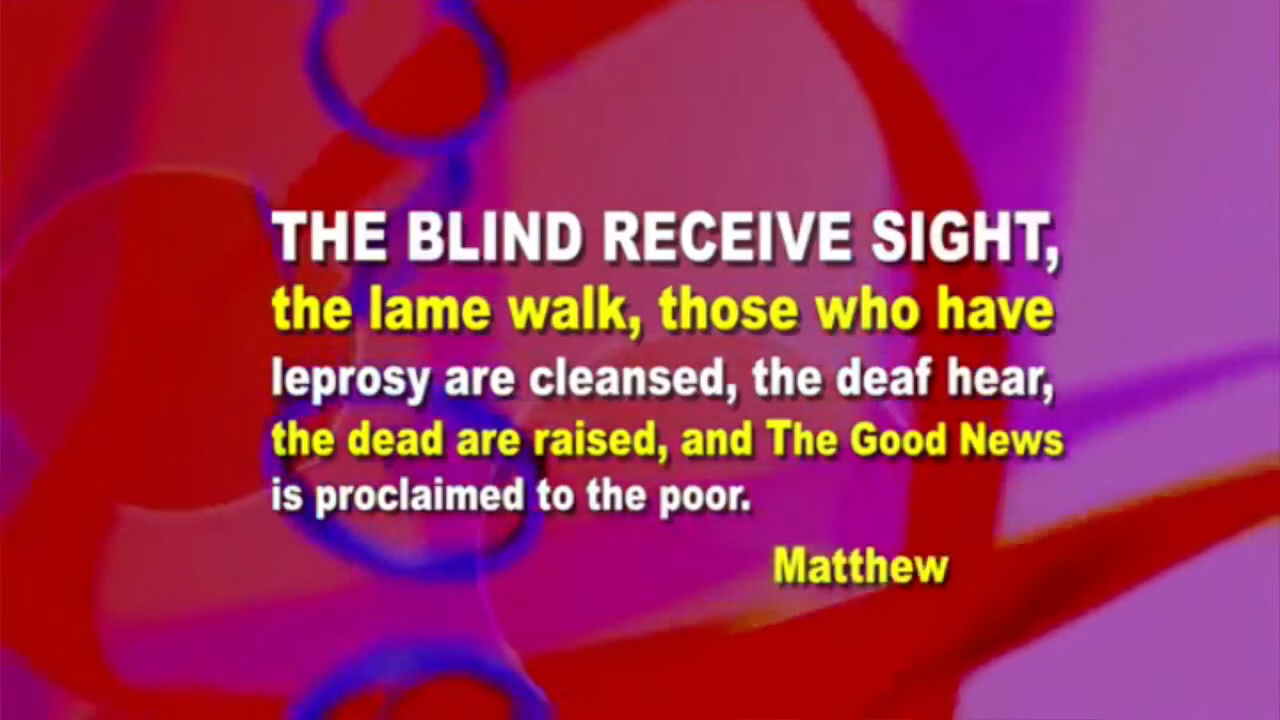 THE BLIND RECEIVE SIGHT,
the lame walk, those who have
leprosy are cleansed, the deaf hear,
the dead are raised, and The Good News
is proclaimed to the poor.
Matthew